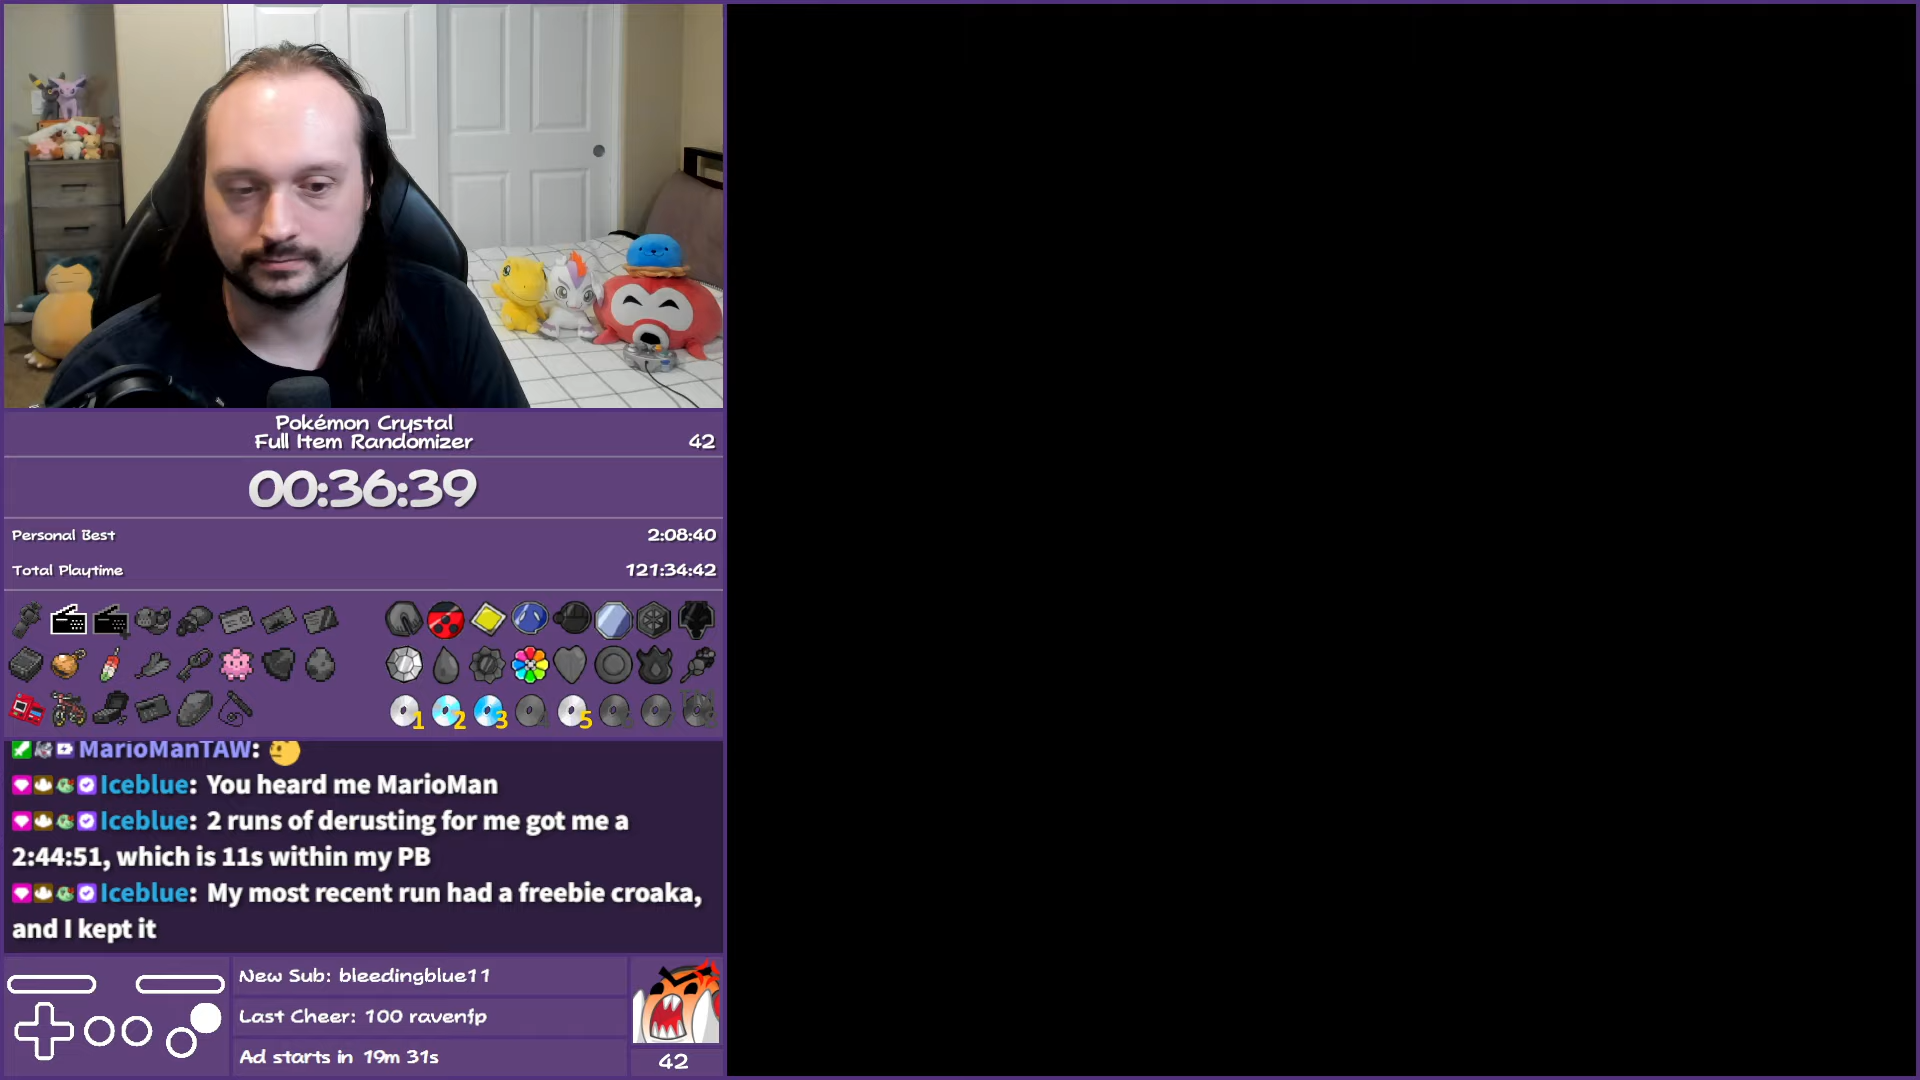 Pokémon Crystal
Full Item Randomizer
42
00:36:39
Personal Best
2:08:40
Total Playtime
121:34:42
1 2 3 5
MarioManTAW:
Iceblue: You heard me MarioMan
Iceblue: 2 runs of derusting for me got me a
2:44:51, which is 11s within my PB
Iceblue: My most recent run had a freebie croaka,
and I kept it
New Sub: bleedingblue11
Last Cheer: 100 ravenfp
Ad starts in 19m 31s
42